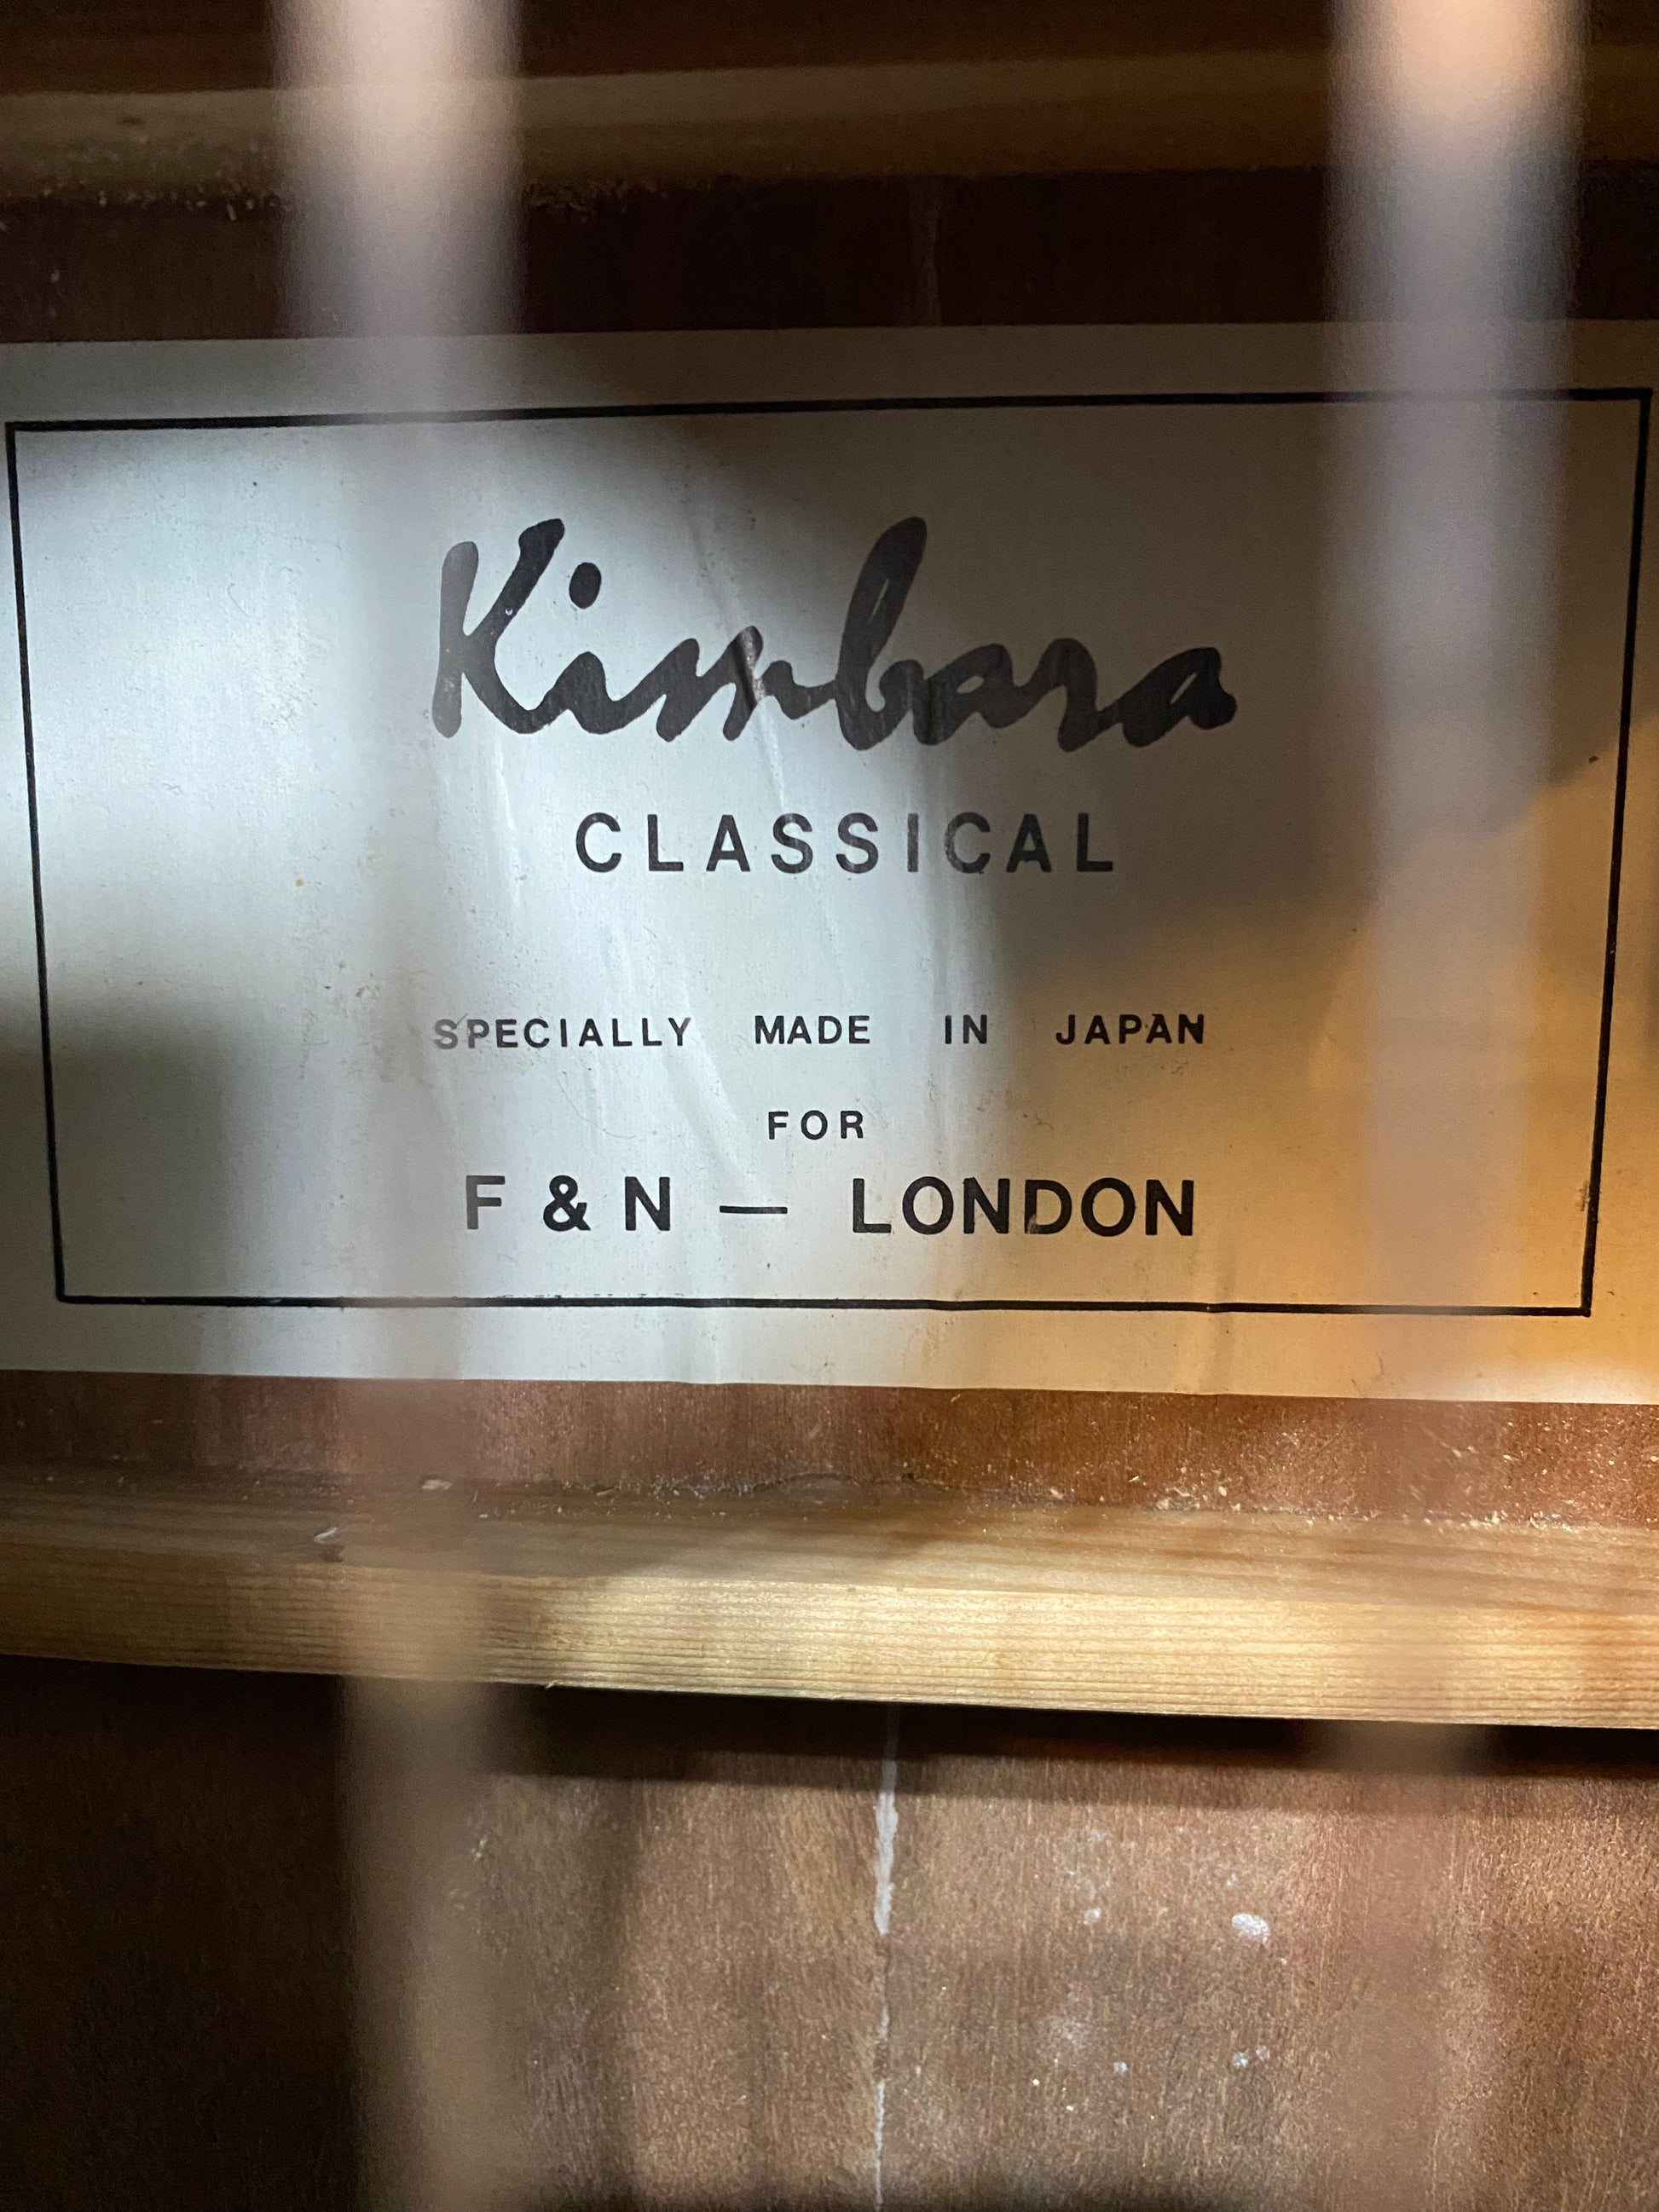 Kimbara
CLASSICAL
SPECIALLY MADE IN JAPAN
FOR
F & N — LONDON